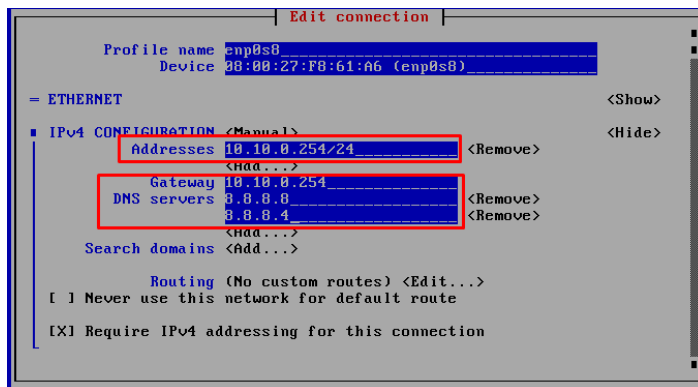 Edit connection
Profile name enp0s8
Device 08:00:27:F8:61:A6 (enp0s8)
= ETHERNET <Show>
IPv4 CONFIGURATION <Manual> <Hide>
Addresses 10.10.0.254/24 <Remove>
<Add...>
Gateway 10.10.0.254
DNS servers 8.8.8.8 <Remove>
8.8.8.4 <Remove>
<Add...>
Search domains <Add...>
Routing (No custom routes) <Edit...>
[ ] Never use this network for default route
[X] Require IPv4 addressing for this connection